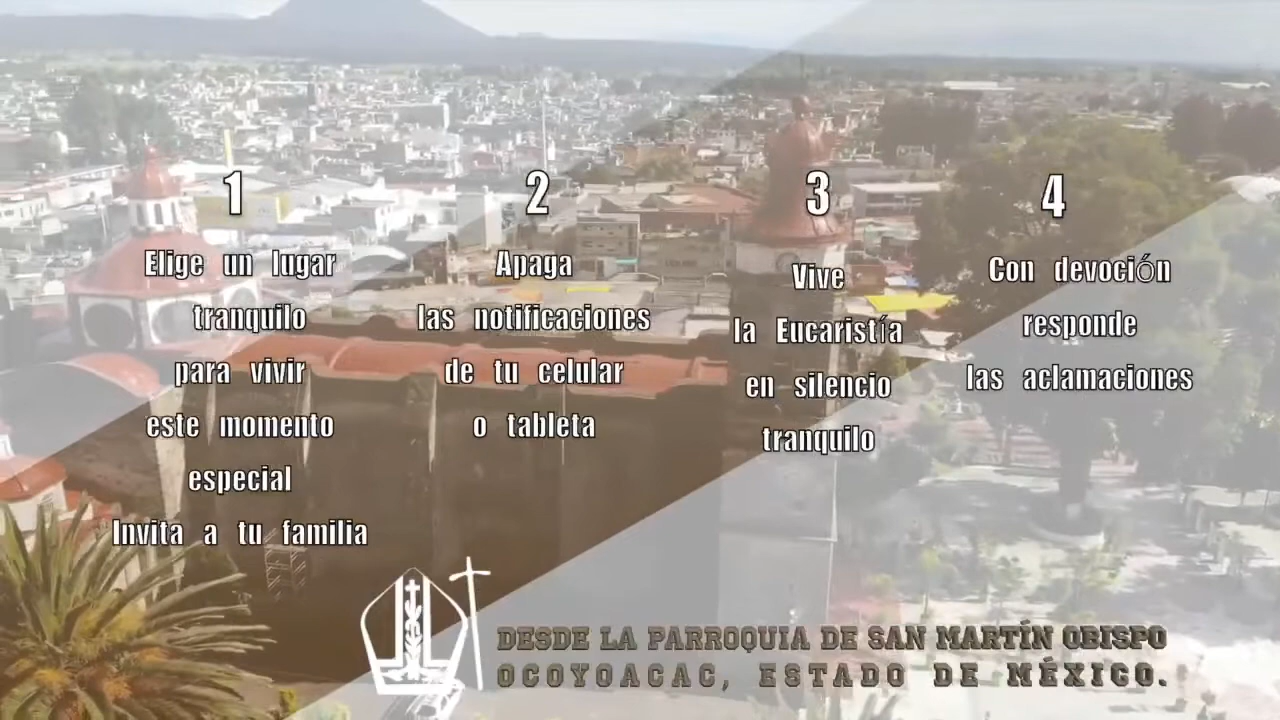 1
Elige un lugar
tranquilo
para vivir
este momento
especial
Invita a tu familia
2
Apaga
las notificaciones
de tu celular
o tableta
3
Vive
la Eucaristía
en silencio
tranquilo
4
Con devoción
responde
las aclamaciones
DESDE LA PARROQUIA DE SAN MARTÍN OBISPO
OCOYOACAC, ESTADO DE MÉXICO.